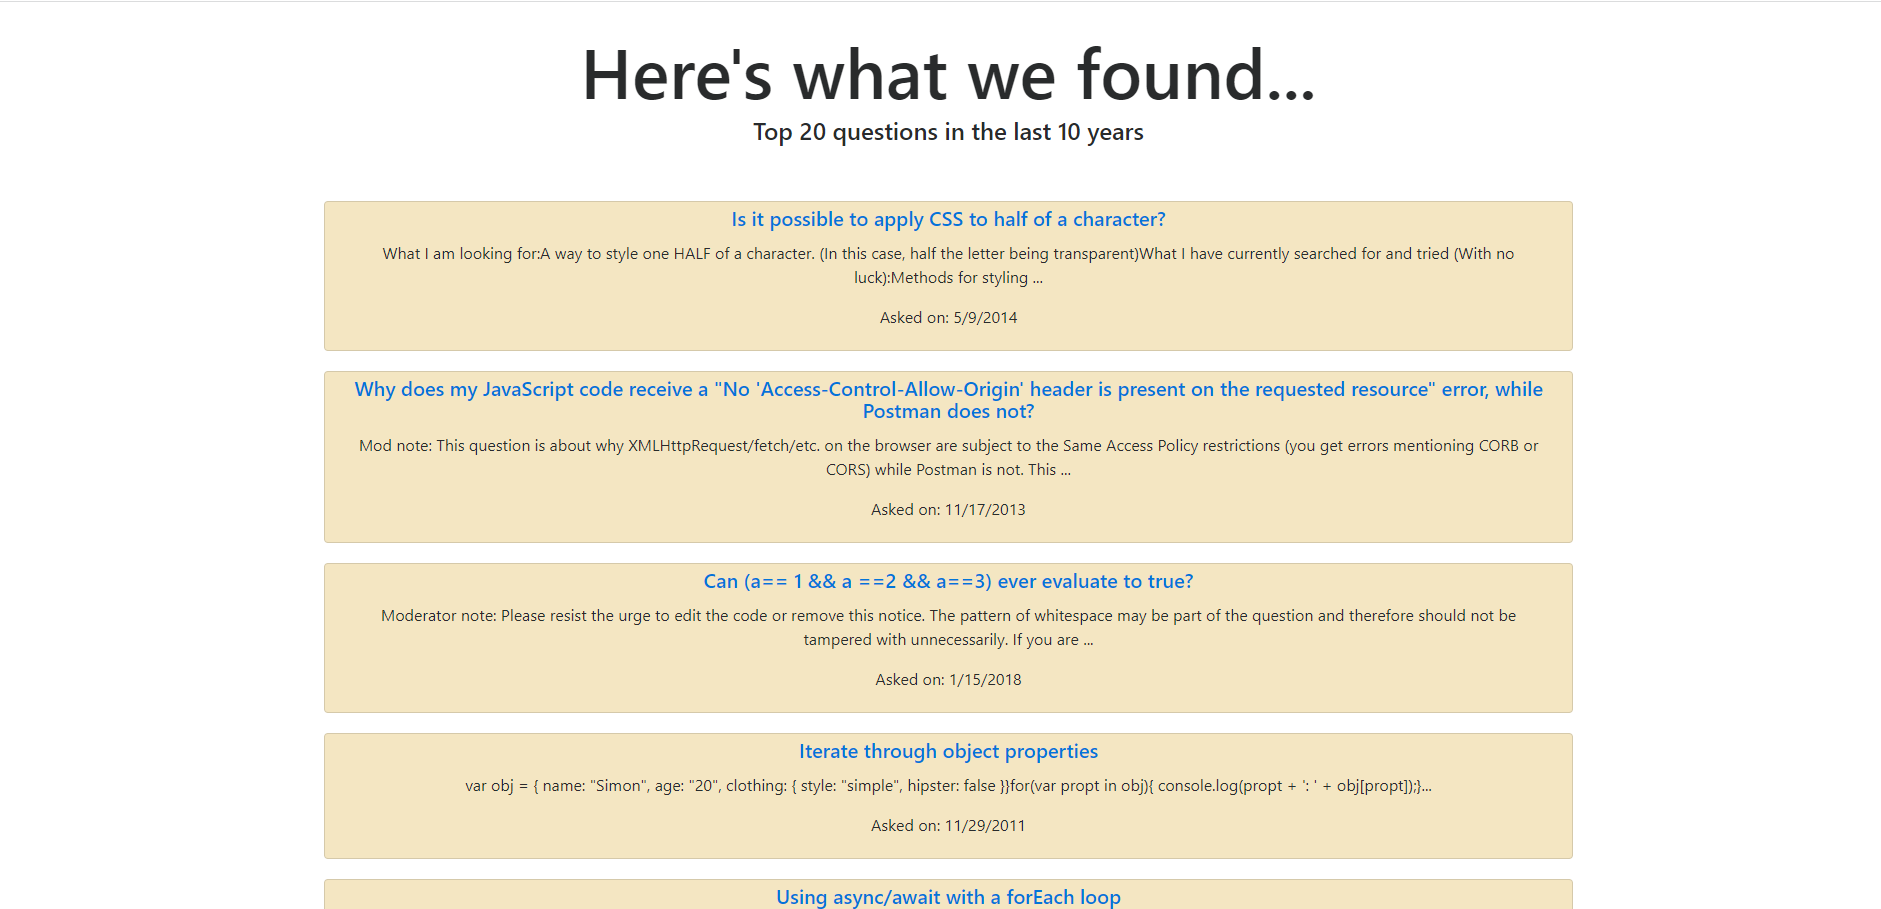 Here's what we found...
Top 20 questions in the last 10 years
Is it possible to apply CSS to half of a character?
What I am looking for:A way to style one HALF of a character. (In this case, half the letter being transparent)What I have currently searched for and tried (With no
luck):Methods for styling ...
Asked on: 5/9/2014
Why does my JavaScript code receive a "No 'Access-Control-Allow-Origin' header is present on the requested resource" error, while
Postman does not?
Mod note: This question is about why XMLHttpRequest/fetch/etc. on the browser are subject to the Same Access Policy restrictions (you get errors mentioning CORB or
CORS) while Postman is not. This ...
Asked on: 11/17/2013
Can (a== 1 && a ==2 && a==3) ever evaluate to true?
Moderator note: Please resist the urge to edit the code or remove this notice. The pattern of whitespace may be part of the question and therefore should not be
tampered with unnecessarily. If you are ...
Asked on: 1/15/2018
Iterate through object properties
var obj = { name: "Simon", age: "20", clothing: { style: "simple", hipster: false }}for(var propt in obj){ console.log(propt + ': ' + obj[propt]);}...
Asked on: 11/29/2011
Using async/await with a forEach loop